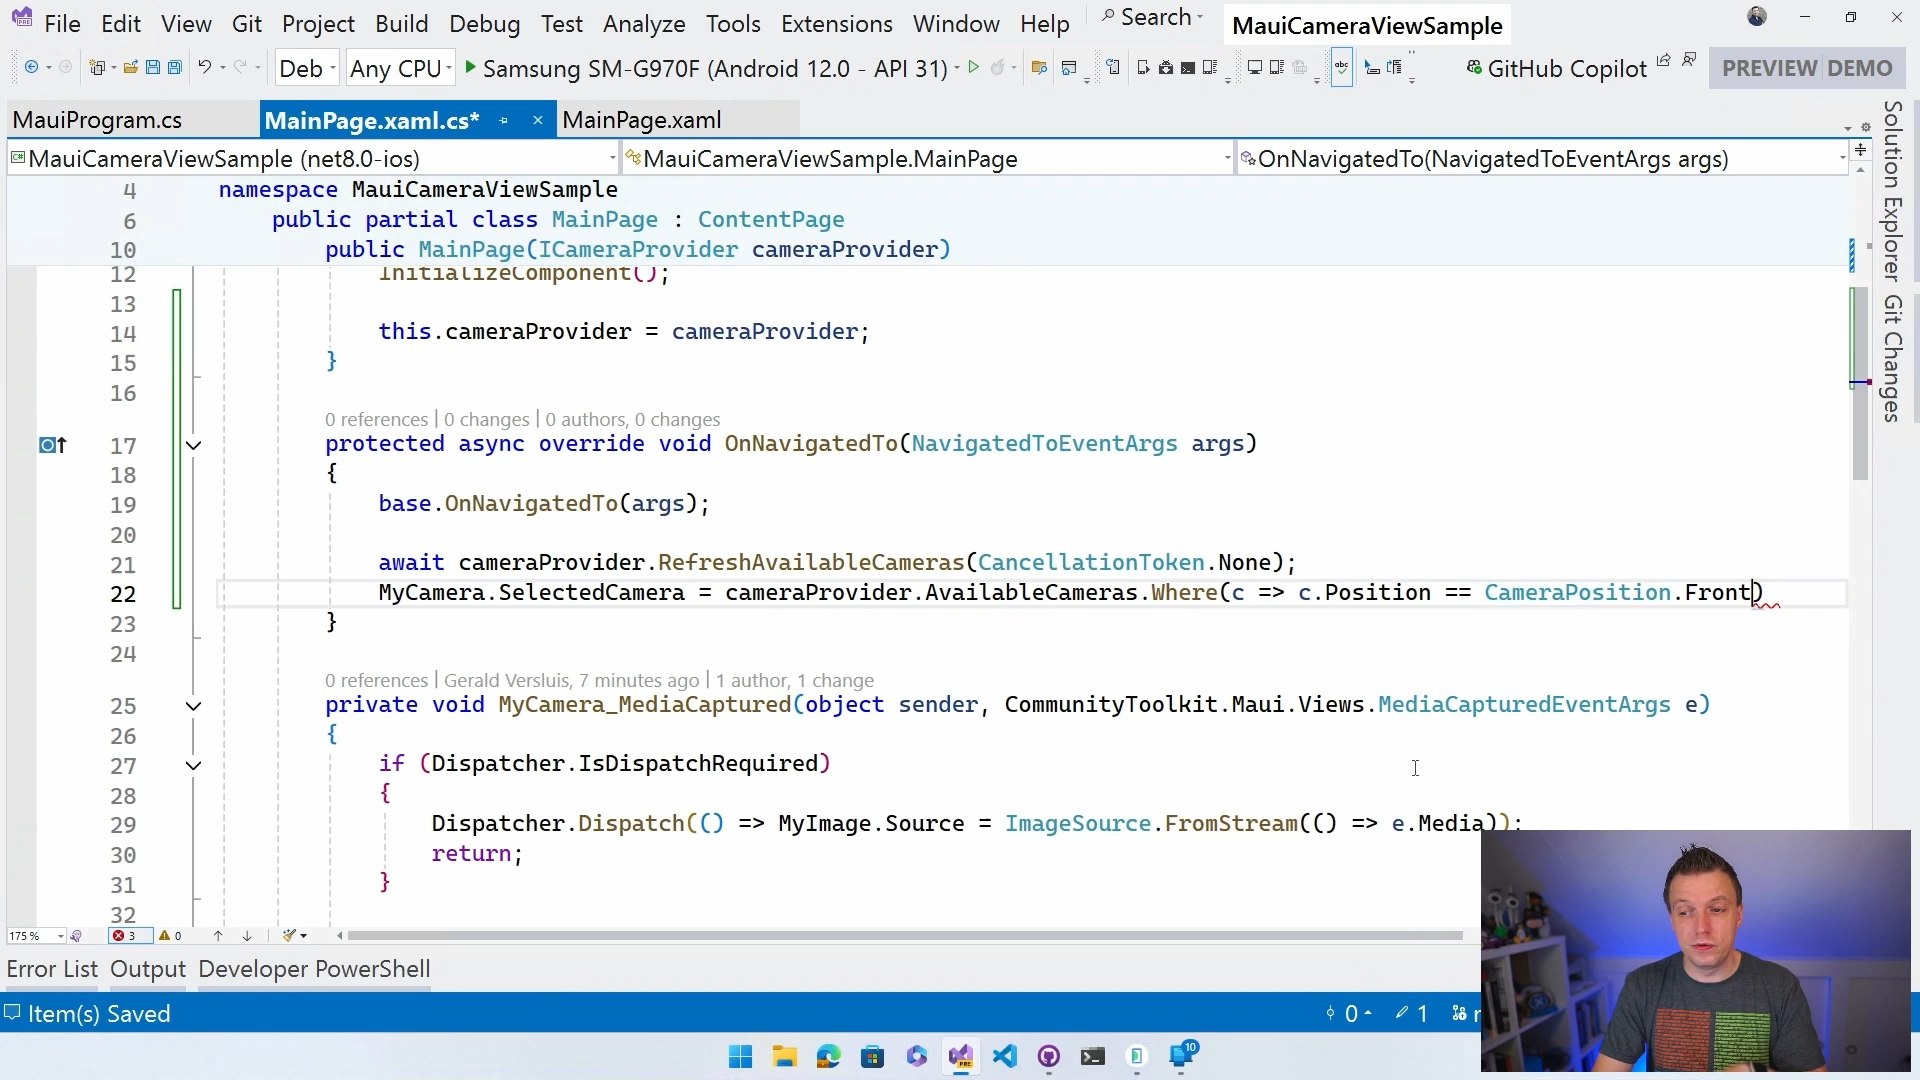 File Edit View Git Project Build Debug Test Analyze Tools Extensions Window Help Search MauiCameraViewSample
Deb Any CPU Samsung SM-G970F (Android 12.0 - API 31) GitHub Copilot PREVIEW DEMO
MauiProgram.cs MainPage.xaml.cs* MainPage.xaml
MauiCameraViewSample (net8.0-ios) MauiCameraViewSample.MainPage OnNavigatedTo(NavigatedToEventArgs args)
4 namespace MauiCameraViewSample
6 public partial class MainPage : ContentPage
10 public MainPage(ICameraProvider cameraProvider)
12 InitializeComponent();
13
14 this.cameraProvider = cameraProvider;
15 }
16
0 references | 0 changes | 0 authors, 0 changes
17 protected async override void OnNavigatedTo(NavigatedToEventArgs args)
18 {
19 base.OnNavigatedTo(args);
20
21 await cameraProvider.RefreshAvailableCameras(CancellationToken.None);
22 MyCamera.SelectedCamera = cameraProvider.AvailableCameras.Where(c => c.Position == CameraPosition.Front)
23 }
24
0 references | Gerald Versluis, 7 minutes ago | 1 author, 1 change
25 private void MyCamera_MediaCaptured(object sender, CommunityToolkit.Maui.Views.MediaCapturedEventArgs e)
26 {
27 if (Dispatcher.IsDispatchRequired)
28 {
29 Dispatcher.Dispatch(() => MyImage.Source = ImageSource.FromStream(() => e.Media));
30 return;
31 }
32
175 % 3 0
Error List Output Developer PowerShell
Item(s) Saved 0 1
10
Solution Explorer
Git Changes